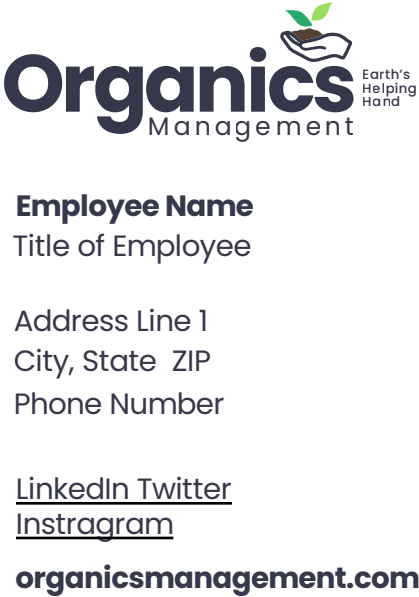 Organics
Earth's
Helping
Hand
Management
Employee Name
Title of Employee
Address Line 1
City, State  ZIP
Phone Number
LinkedIn Twitter
Instragram
organicsmanagement.com